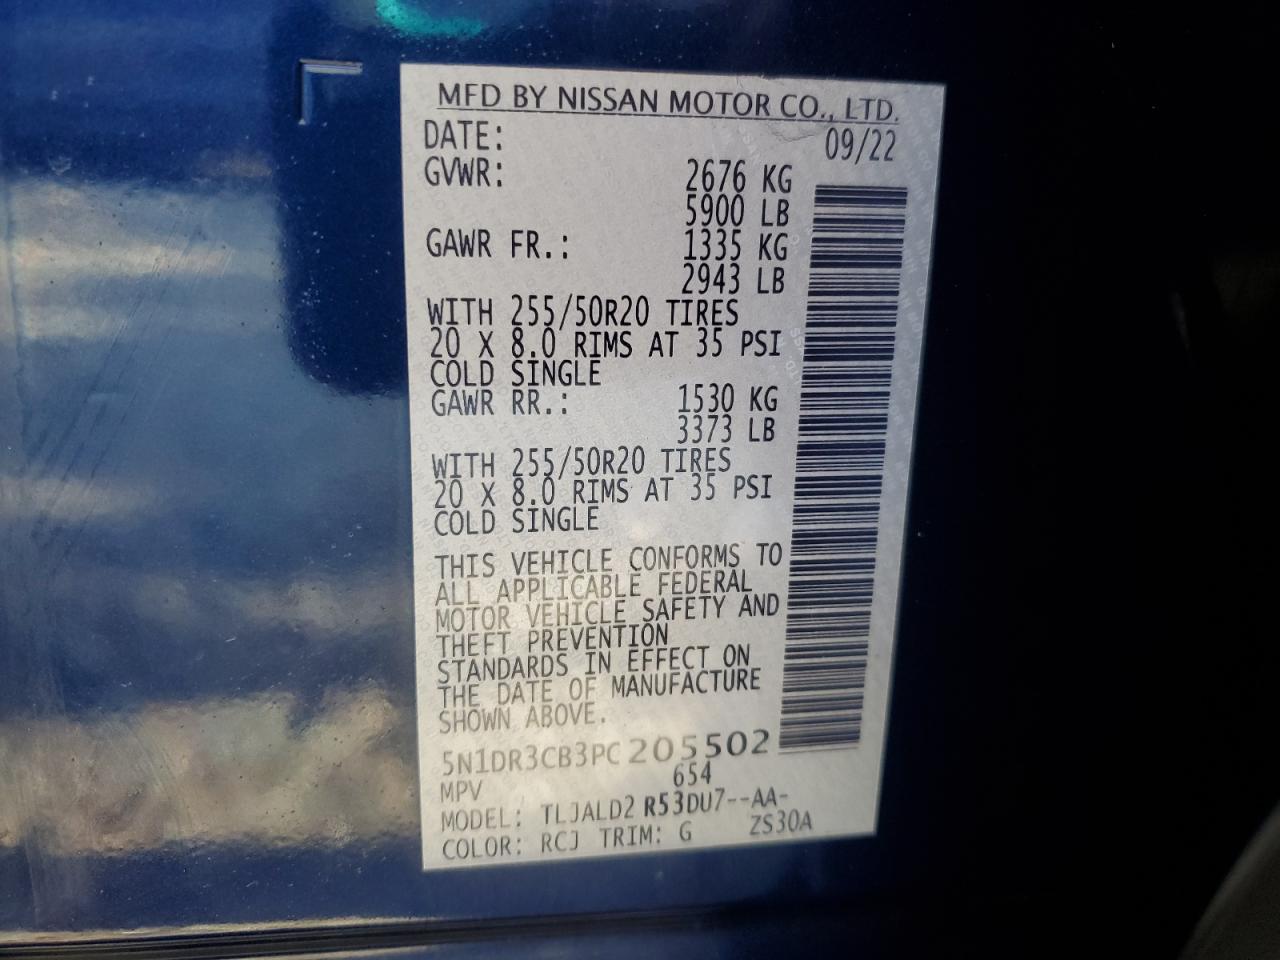 MFD BY NISSAN MOTOR CO., LTD.
DATE: 09/22
GVWR: 2676 KG
5900 LB
GAWR FR.: 1335 KG
2943 LB
WITH 255/50R20 TIRES
20 X 8.0 RIMS AT 35 PSI
COLD SINGLE
GAWR RR.: 1530 KG
3373 LB
WITH 255/50R20 TIRES
20 X 8.0 RIMS AT 35 PSI
COLD SINGLE
THIS VEHICLE CONFORMS TO
ALL APPLICABLE FEDERAL
MOTOR VEHICLE SAFETY AND
THEFT PREVENTION
STANDARDS IN EFFECT ON
THE DATE OF MANUFACTURE
SHOWN ABOVE.
5N1DR3CB3PC205502
MPV 654
MODEL: TLJALD2 R53DU7--AA-
COLOR: RCJ TRIM: G ZS30A